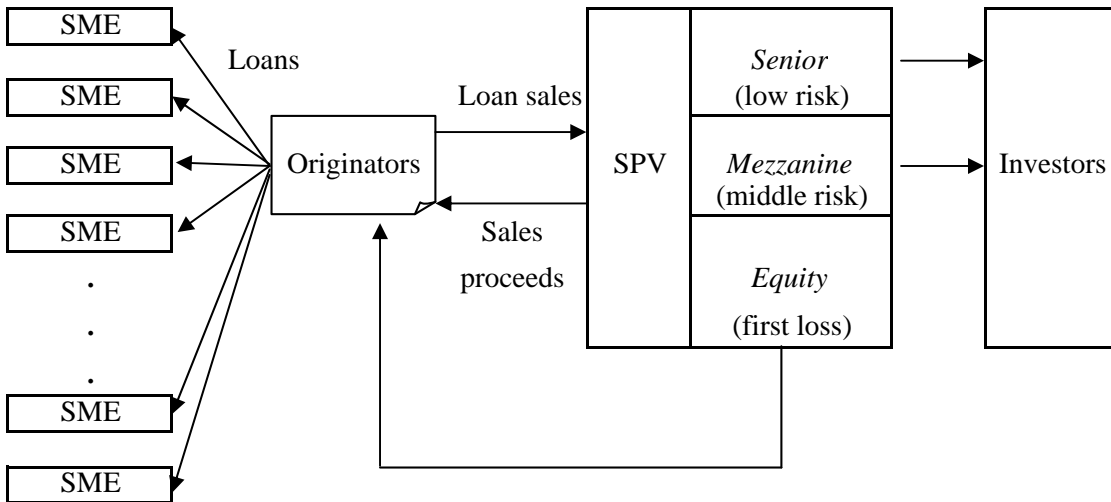 SME
SME
SME
SME
.
.
.
SME
SME
Loans
Originators
Loan sales
Sales
proceeds
SPV
Senior
(low risk)
Mezzanine
(middle risk)
Equity
(first loss)
Investors